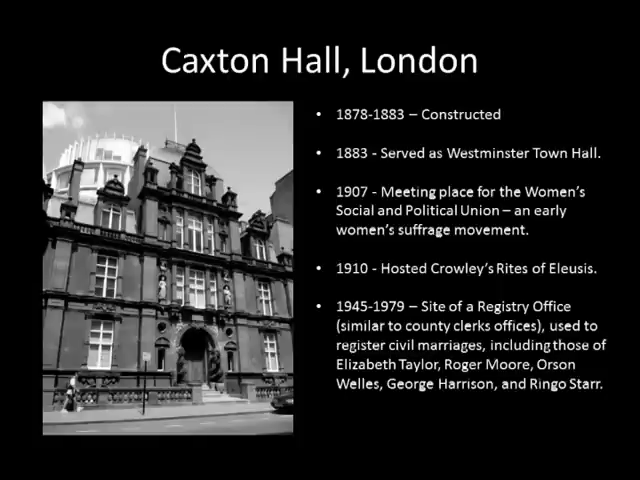 Caxton Hall, London
• 1878-1883 – Constructed
• 1883 - Served as Westminster Town Hall.
• 1907 - Meeting place for the Women's
Social and Political Union – an early
women's suffrage movement.
• 1910 - Hosted Crowley's Rites of Eleusis.
• 1945-1979 – Site of a Registry Office
(similar to county clerks offices), used to
register civil marriages, including those of
Elizabeth Taylor, Roger Moore, Orson
Welles, George Harrison, and Ringo Starr.